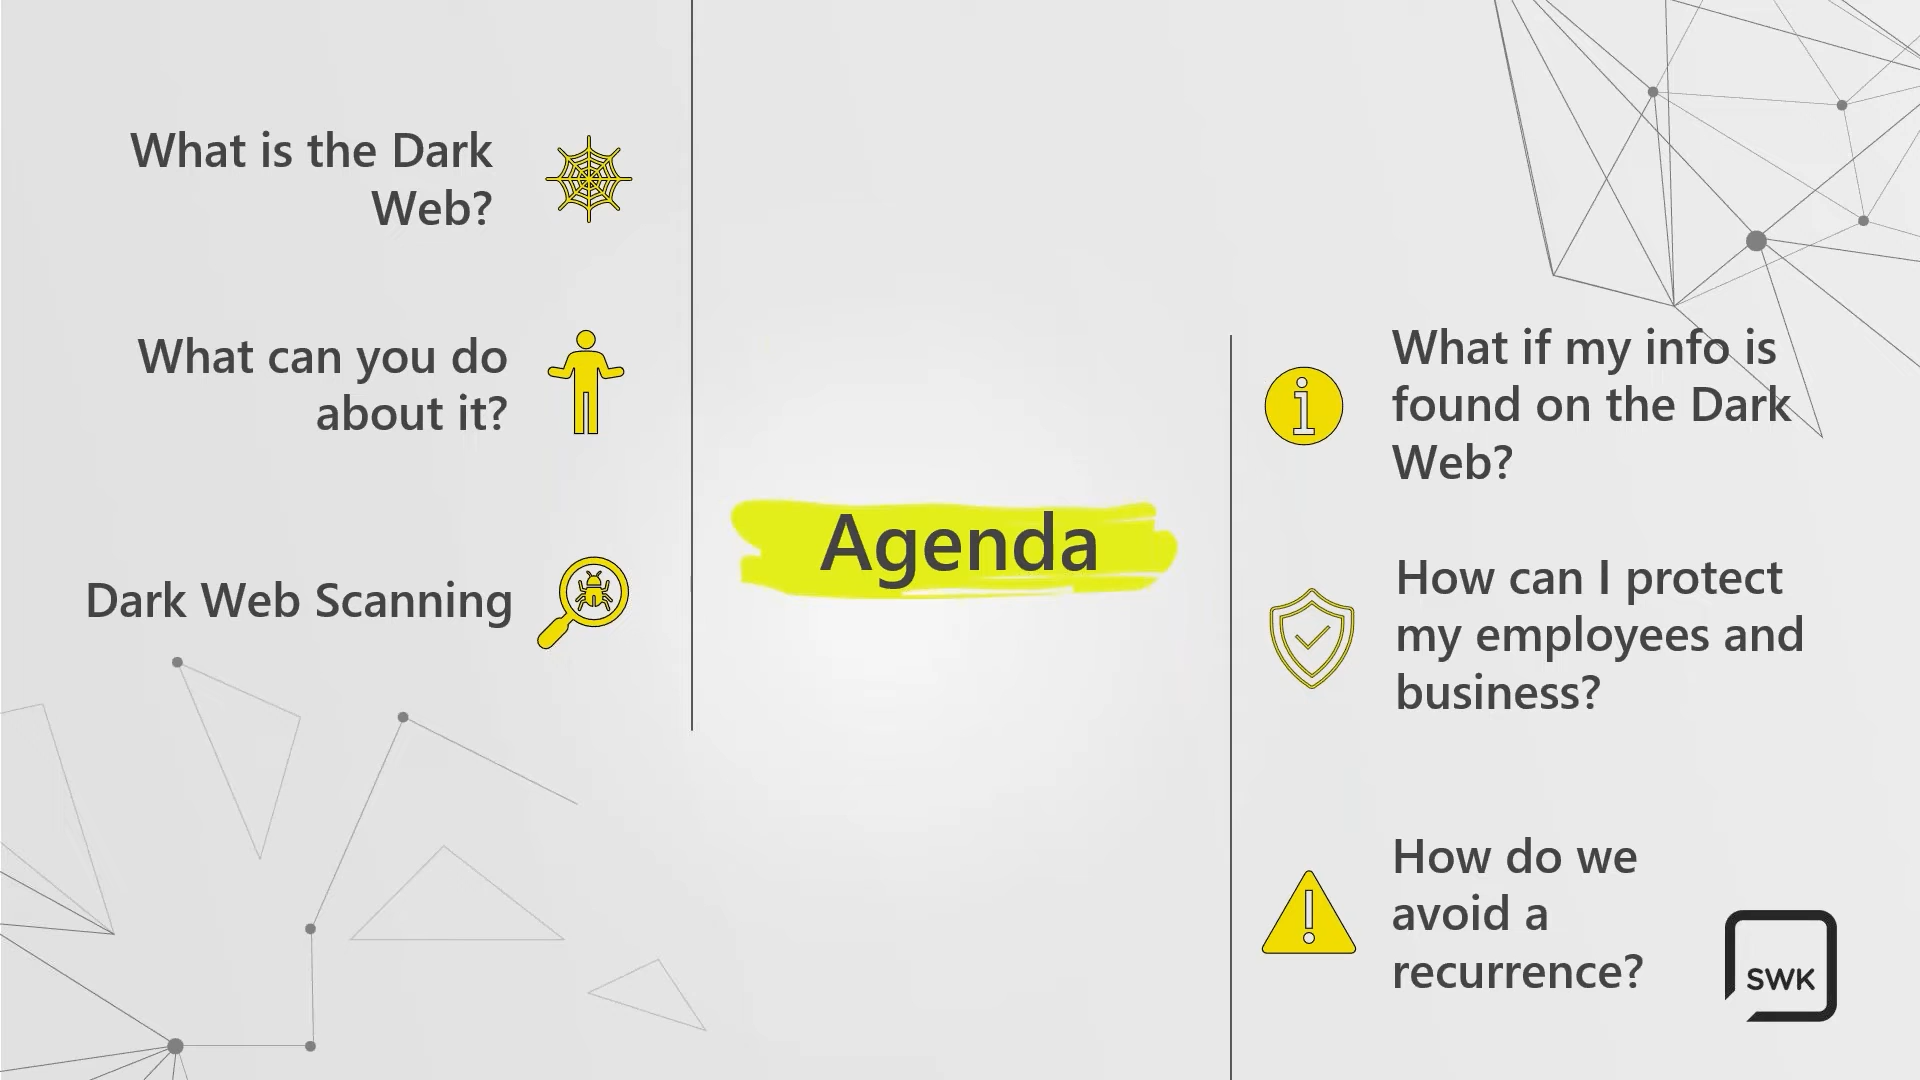 What is the Dark
Web?
What can you do
about it?
Dark Web Scanning
Agenda
What if my info is
found on the Dark
Web?
How can I protect
my employees and
business?
How do we
avoid a
recurrence?
SWK